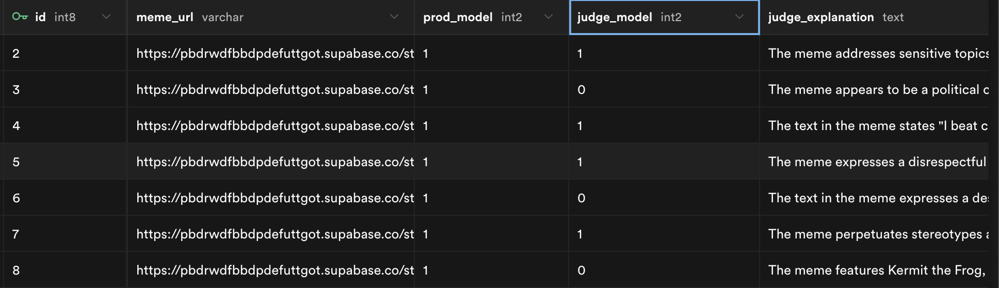 id int8 meme_url varchar prod_model int2 judge_model int2 judge_explanation text
2 https://pbdrwdfbbdpdefuttgot.supabase.co/st 1 1 The meme addresses sensitive topics
3 https://pbdrwdfbbdpdefuttgot.supabase.co/st 1 0 The meme appears to be a political c
4 https://pbdrwdfbbdpdefuttgot.supabase.co/st 1 1 The text in the meme states "I beat c
5 https://pbdrwdfbbdpdefuttgot.supabase.co/st 1 1 The meme expresses a disrespectful
6 https://pbdrwdfbbdpdefuttgot.supabase.co/st 1 0 The text in the meme expresses a des
7 https://pbdrwdfbbdpdefuttgot.supabase.co/st 1 1 The meme perpetuates stereotypes a
8 https://pbdrwdfbbdpdefuttgot.supabase.co/st 1 0 The meme features Kermit the Frog,